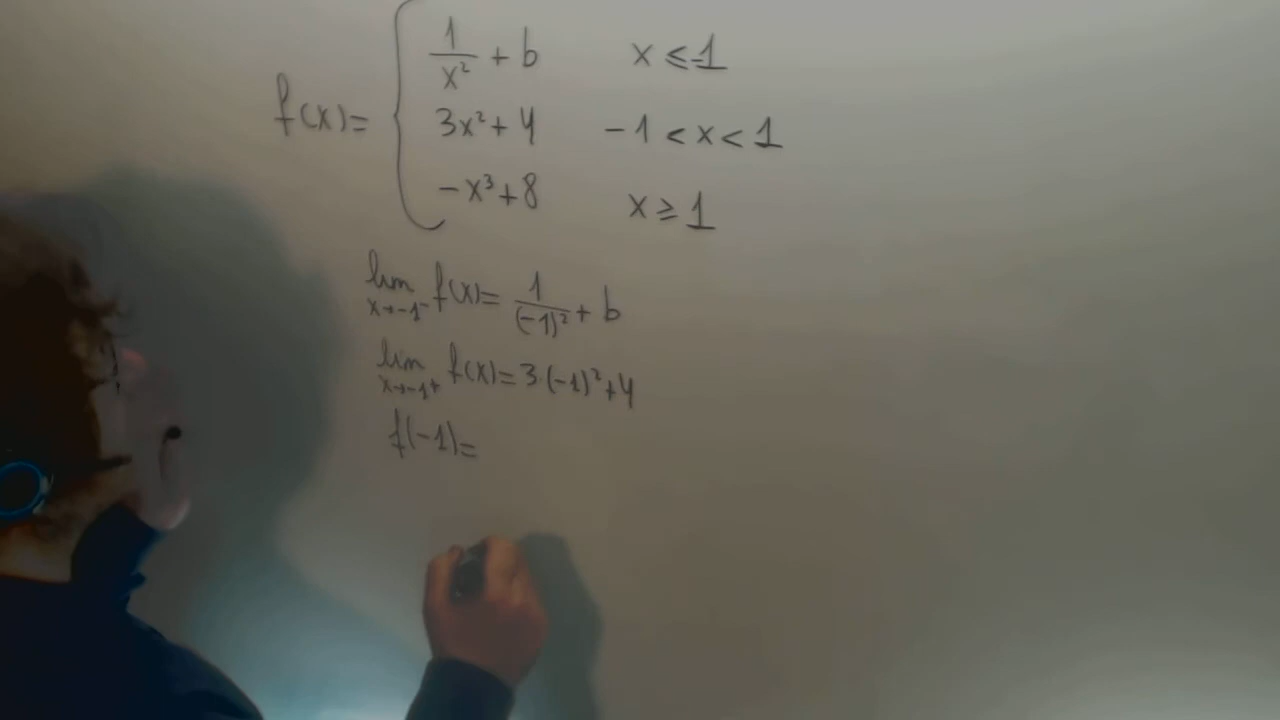 f(x) = { 1/x² + b   x ≤ -1
3x² + 4   -1 < x < 1
-x³ + 8   x ≥ 1
lim x→-1⁻ f(x) = 1/(-1)² + b
lim x→-1⁺ f(x) = 3·(-1)² + 4
f(-1) =